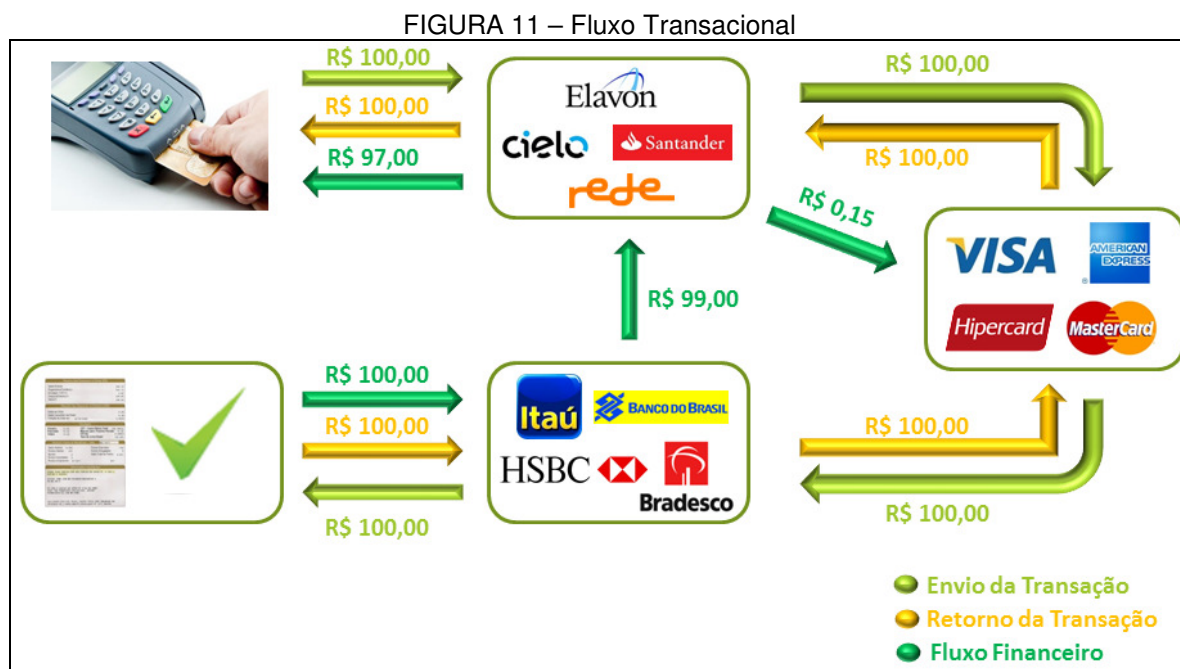 FIGURA 11 – Fluxo Transacional
R$ 100,00
R$ 100,00
R$ 97,00
Elavon
cielo
Santander
rede
R$ 100,00
R$ 100,00
R$ 0,15
VISA
AMERICAN
EXPRESS
®
Hipercard
MasterCard
R$ 99,00
R$ 100,00
R$ 100,00
R$ 100,00
Itaú
BANCO DO BRASIL
HSBC
Bradesco
R$ 100,00
R$ 100,00
Envio da Transação
Retorno da Transação
Fluxo Financeiro